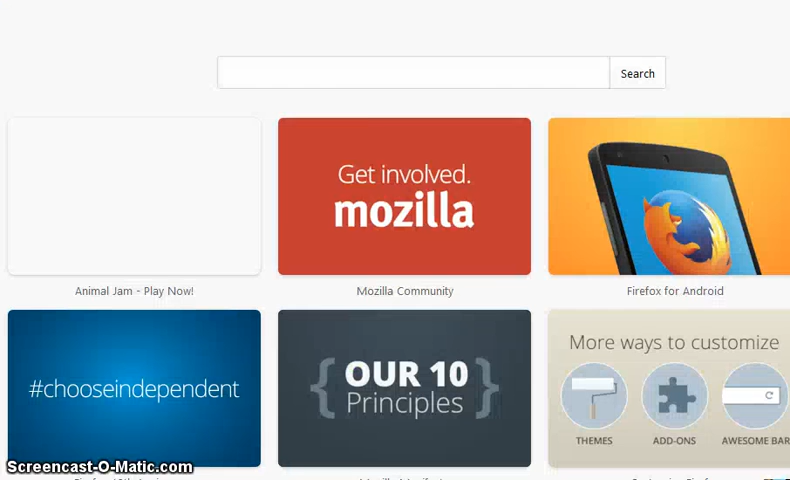 Search
Get involved.
mozilla
Animal Jam - Play Now!
Mozilla Community
Firefox for Android
#chooseindependent
{ OUR 10 }
Principles
More ways to customize
THEMES
ADD-ONS
AWESOME BAR
Screencast-O-Matic.com